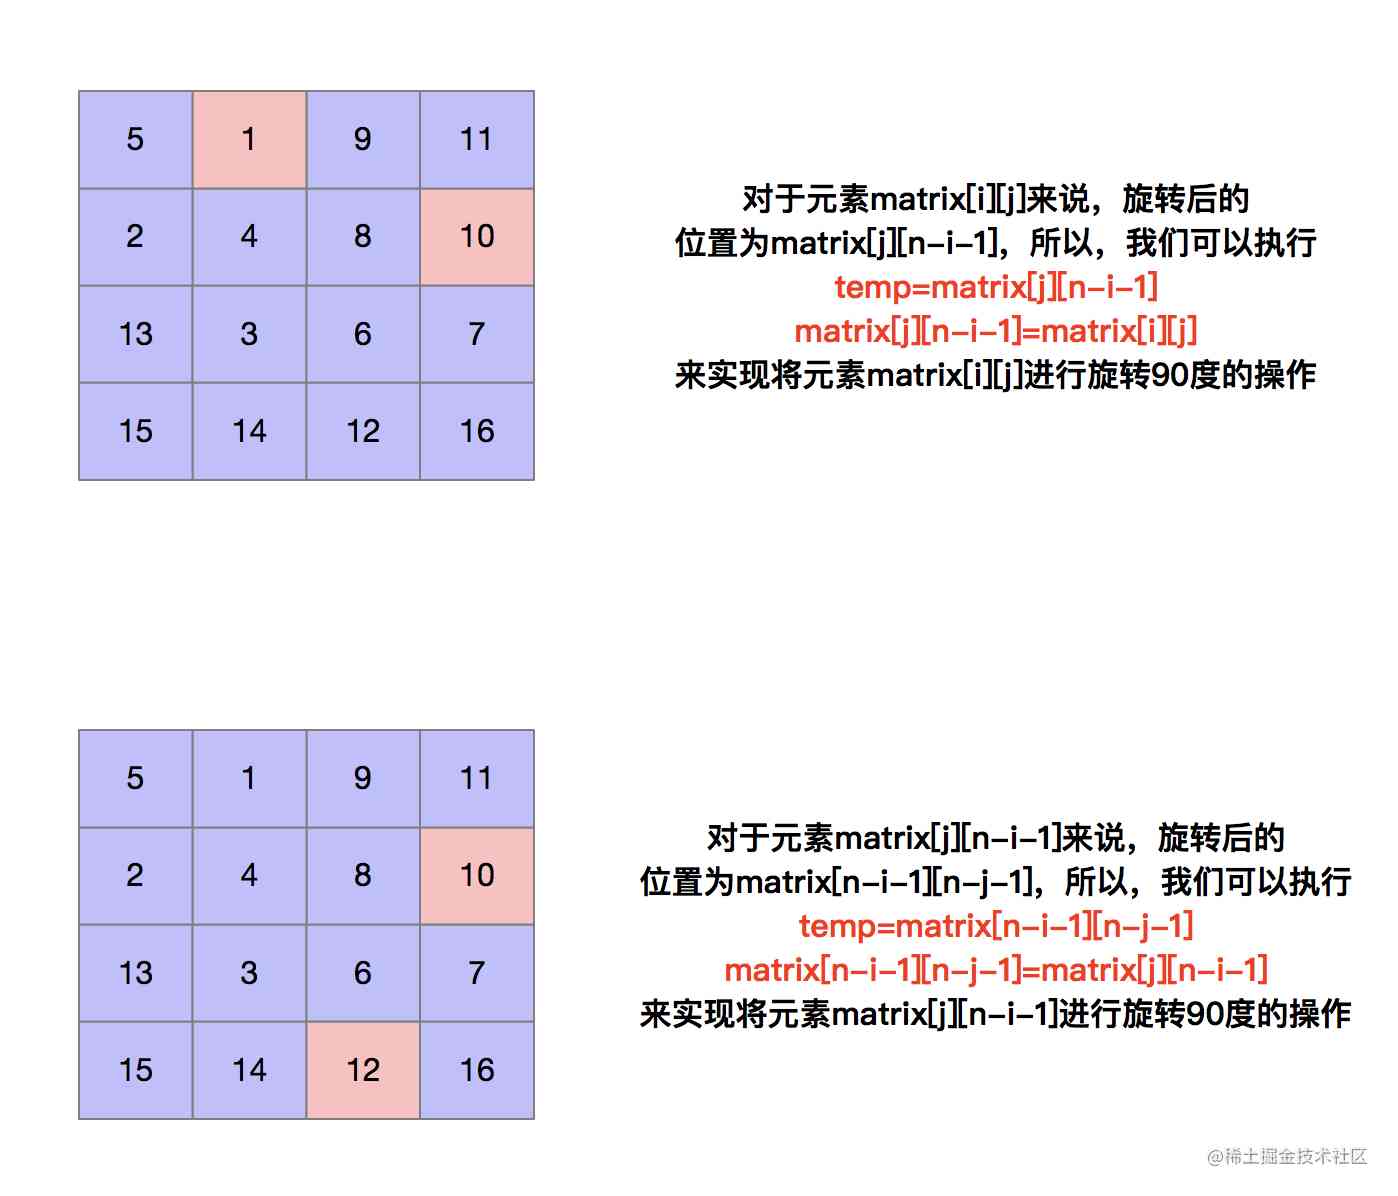 5 1 9 11
2 4 8 10
13 3 6 7
15 14 12 16
对于元素matrix[i][j]来说，旋转后的
位置为matrix[j][n-i-1]，所以，我们可以执行
temp=matrix[j][n-i-1]
matrix[j][n-i-1]=matrix[i][j]
来实现将元素matrix[i][j]进行旋转90度的操作
5 1 9 11
2 4 8 10
13 3 6 7
15 14 12 16
对于元素matrix[j][n-i-1]来说，旋转后的
位置为matrix[n-i-1][n-j-1]，所以，我们可以执行
temp=matrix[n-i-1][n-j-1]
matrix[n-i-1][n-j-1]=matrix[j][n-i-1]
来实现将元素matrix[j][n-i-1]进行旋转90度的操作
@稀土掘金技术社区